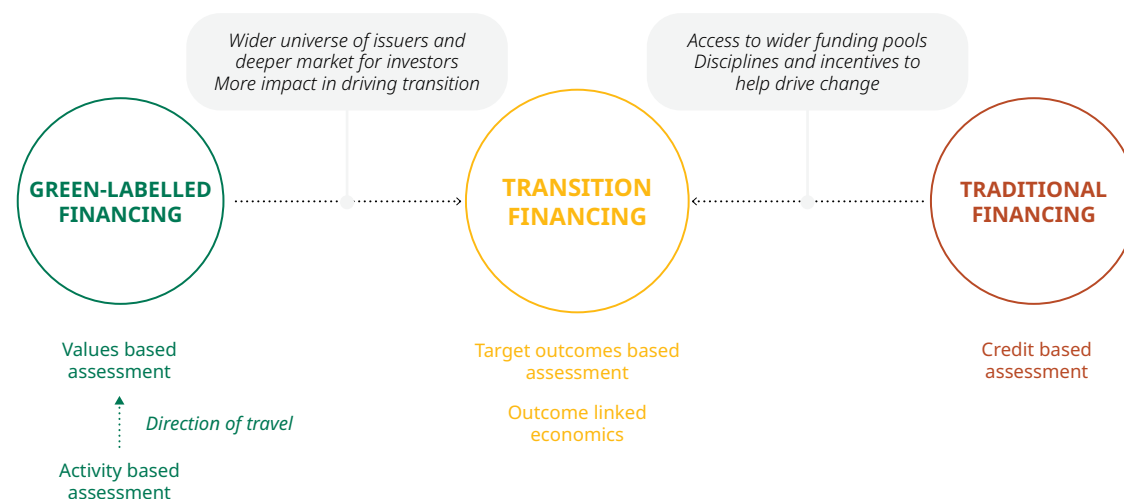 Wider universe of issuers and
deeper market for investors
More impact in driving transition
Access to wider funding pools
Disciplines and incentives to
help drive change
GREEN-LABELLED
FINANCING
TRANSITION
FINANCING
TRADITIONAL
FINANCING
Values based
assessment
Direction of travel
Activity based
assessment
Target outcomes based
assessment
Outcome linked
economics
Credit based
assessment